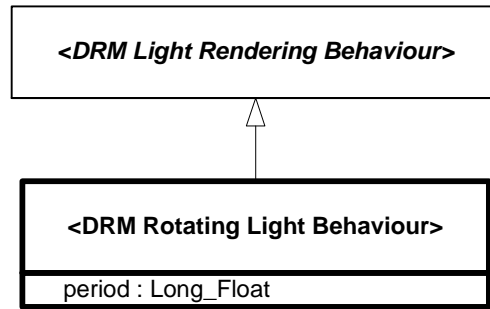 <DRM Light Rendering Behaviour>
<DRM Rotating Light Behaviour>
period : Long_Float